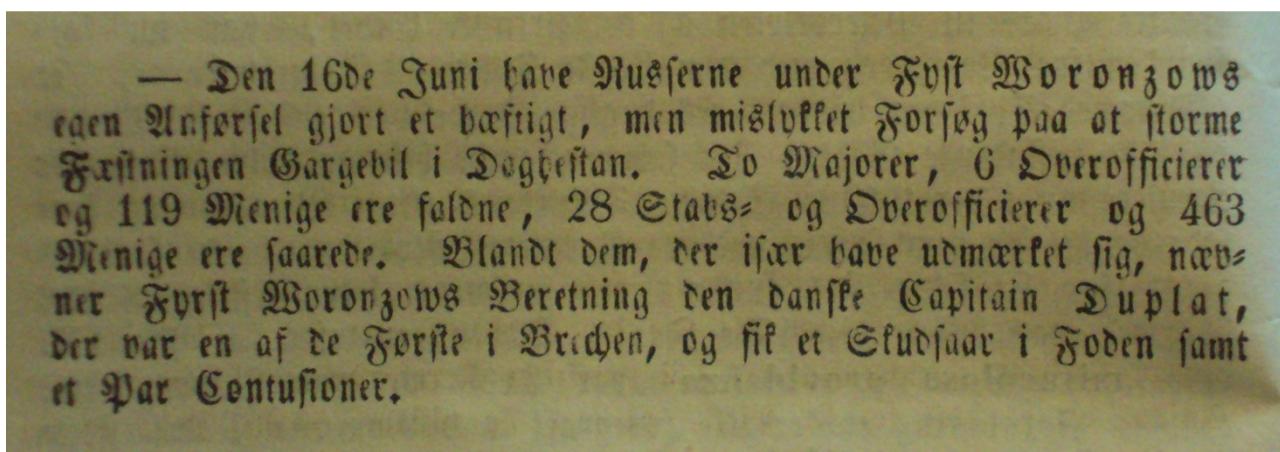 — Den 16de Juni have Russerne under Fyst Woronzows
egen Anførsel gjort et hæftigt, men mislykket Forsøg paa at storme
Fæstningen Gargebil i Daghestan. To Majorer, 6 Overofficierer
og 119 Menige ere faldne, 28 Stabs- og Overofficierer og 463
Menige ere saarede. Blandt dem, der især have udmærket sig, næv-
ner Fyrst Woronzows Beretning den danske Capitain Duplat,
der var en af de Første i Brechen, og fik et Skudsaar i Foden samt
et Par Contusioner.